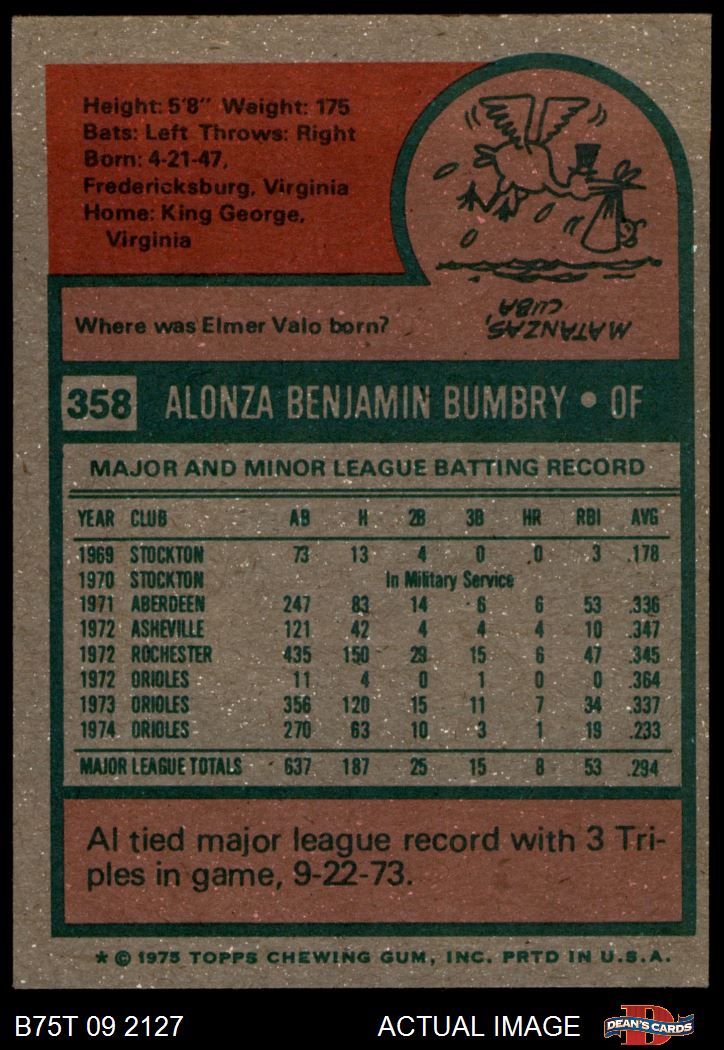 Height: 5'8" Weight: 175
Bats: Left Throws: Right
Born: 4-21-47,
Fredericksburg, Virginia
Home: King George,
Virginia
Where was Elmer Valo born?
MATANZAS,
CUBA
358 ALONZA BENJAMIN BUMBRY • OF
MAJOR AND MINOR LEAGUE BATTING RECORD
YEAR CLUB AB H 2B 3B HR RBI AVG
1969 STOCKTON 73 13 4 0 0 3 .178
1970 STOCKTON In Military Service
1971 ABERDEEN 247 83 14 6 6 53 .336
1972 ASHEVILLE 121 42 4 4 4 10 .347
1972 ROCHESTER 435 150 29 15 6 47 .345
1972 ORIOLES 11 4 0 1 0 0 .364
1973 ORIOLES 356 120 15 11 7 34 .337
1974 ORIOLES 270 63 10 3 1 19 .233
MAJOR LEAGUE TOTALS 637 187 25 15 8 53 .294
Al tied major league record with 3 Tri-
ples in game, 9-22-73.
* © 1975 TOPPS CHEWING GUM, INC. PRTD IN U.S.A.
B75T 09 2127 ACTUAL IMAGE DEAN'S CARDS